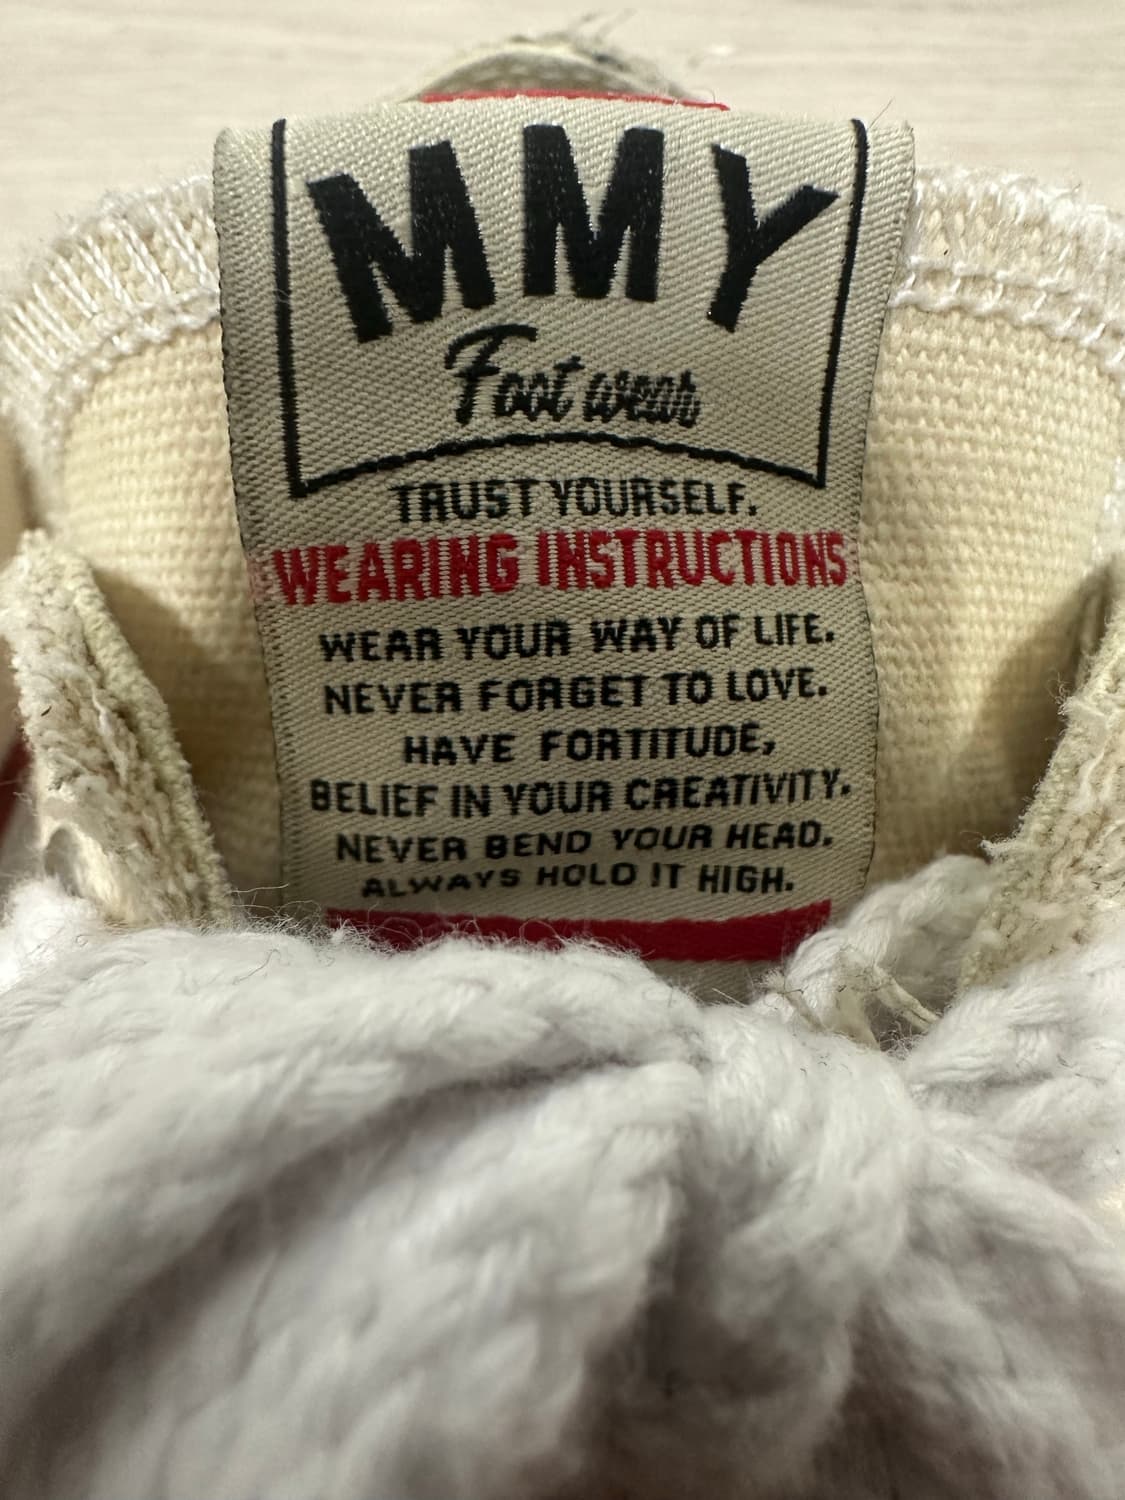 MMY
Foot wear
TRUST YOURSELF.
WEARING INSTRUCTIONS
WEAR YOUR WAY OF LIFE.
NEVER FORGET TO LOVE.
HAVE FORTITUDE,
BELIEF IN YOUR CREATIVITY.
NEVER BEND YOUR HEAD.
ALWAYS HOLD IT HIGH.